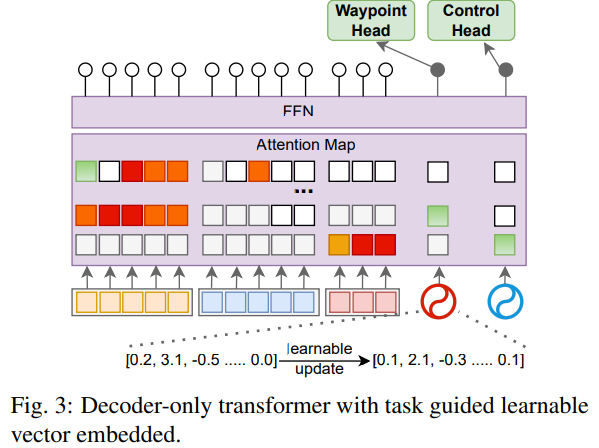 Waypoint
Head
Control
Head
FFN
Attention Map
...
[0.2, 3.1, -0.5 ..... 0.0]
learnable
update
[0.1, 2.1, -0.3 ..... 0.1]
Fig. 3: Decoder-only transformer with task guided learnable
vector embedded.